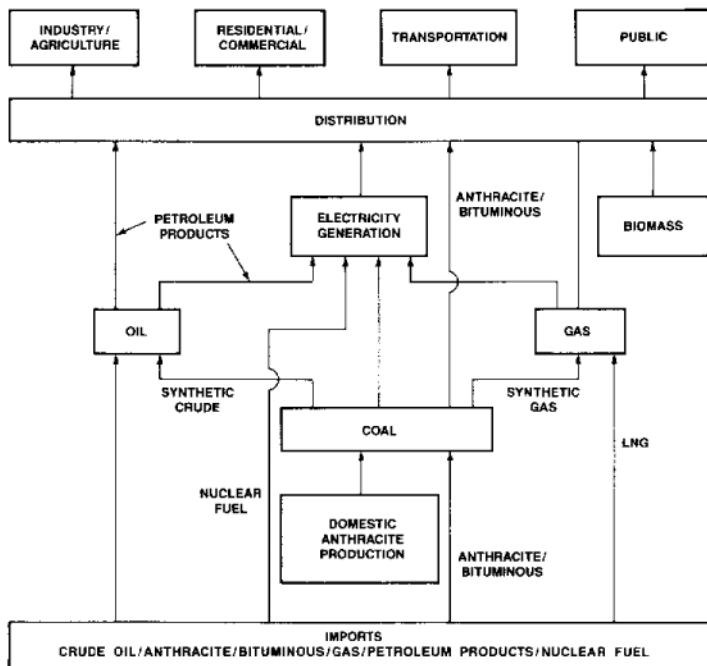 INDUSTRY/
AGRICULTURE
RESIDENTIAL/
COMMERCIAL
TRANSPORTATION
PUBLIC
DISTRIBUTION
ANTHRACITE/
BITUMINOUS
PETROLEUM
PRODUCTS
ELECTRICITY
GENERATION
BIOMASS
OIL
GAS
SYNTHETIC
CRUDE
SYNTHETIC
GAS
COAL
LNG
NUCLEAR
FUEL
DOMESTIC
ANTHRACITE
PRODUCTION
ANTHRACITE/
BITUMINOUS
IMPORTS
CRUDE OIL/ANTHRACITE/BITUMINOUS/GAS/PETROLEUM PRODUCTS/NUCLEAR FUEL